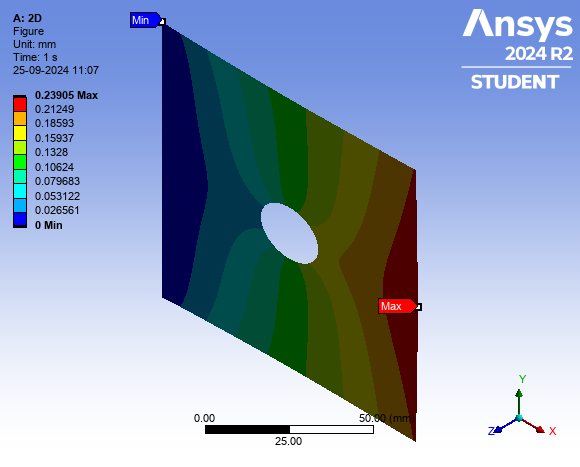 A: 2D
Figure
Unit: mm
Time: 1 s
25-09-2024 11:07
0.23905 Max
0.21249
0.18593
0.15937
0.1328
0.10624
0.079683
0.053122
0.026561
0 Min
Min
Ansys
2024 R2
STUDENT
Max
0.00
50.00 (mm)
25.00
Y
Z
X